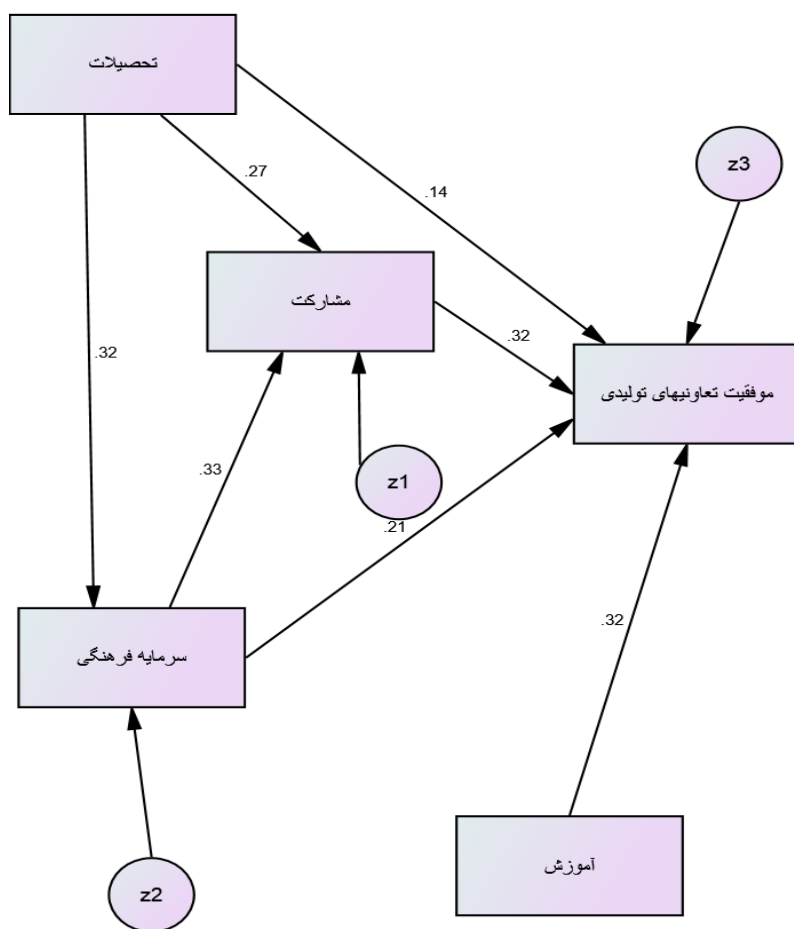 تحصیلات
z3
.27
.14
مشارکت
.32
.32
موفقیت تعاونیهای تولیدی
.33
z1
.21
.32
سرمایه فرهنگی
آموزش
z2